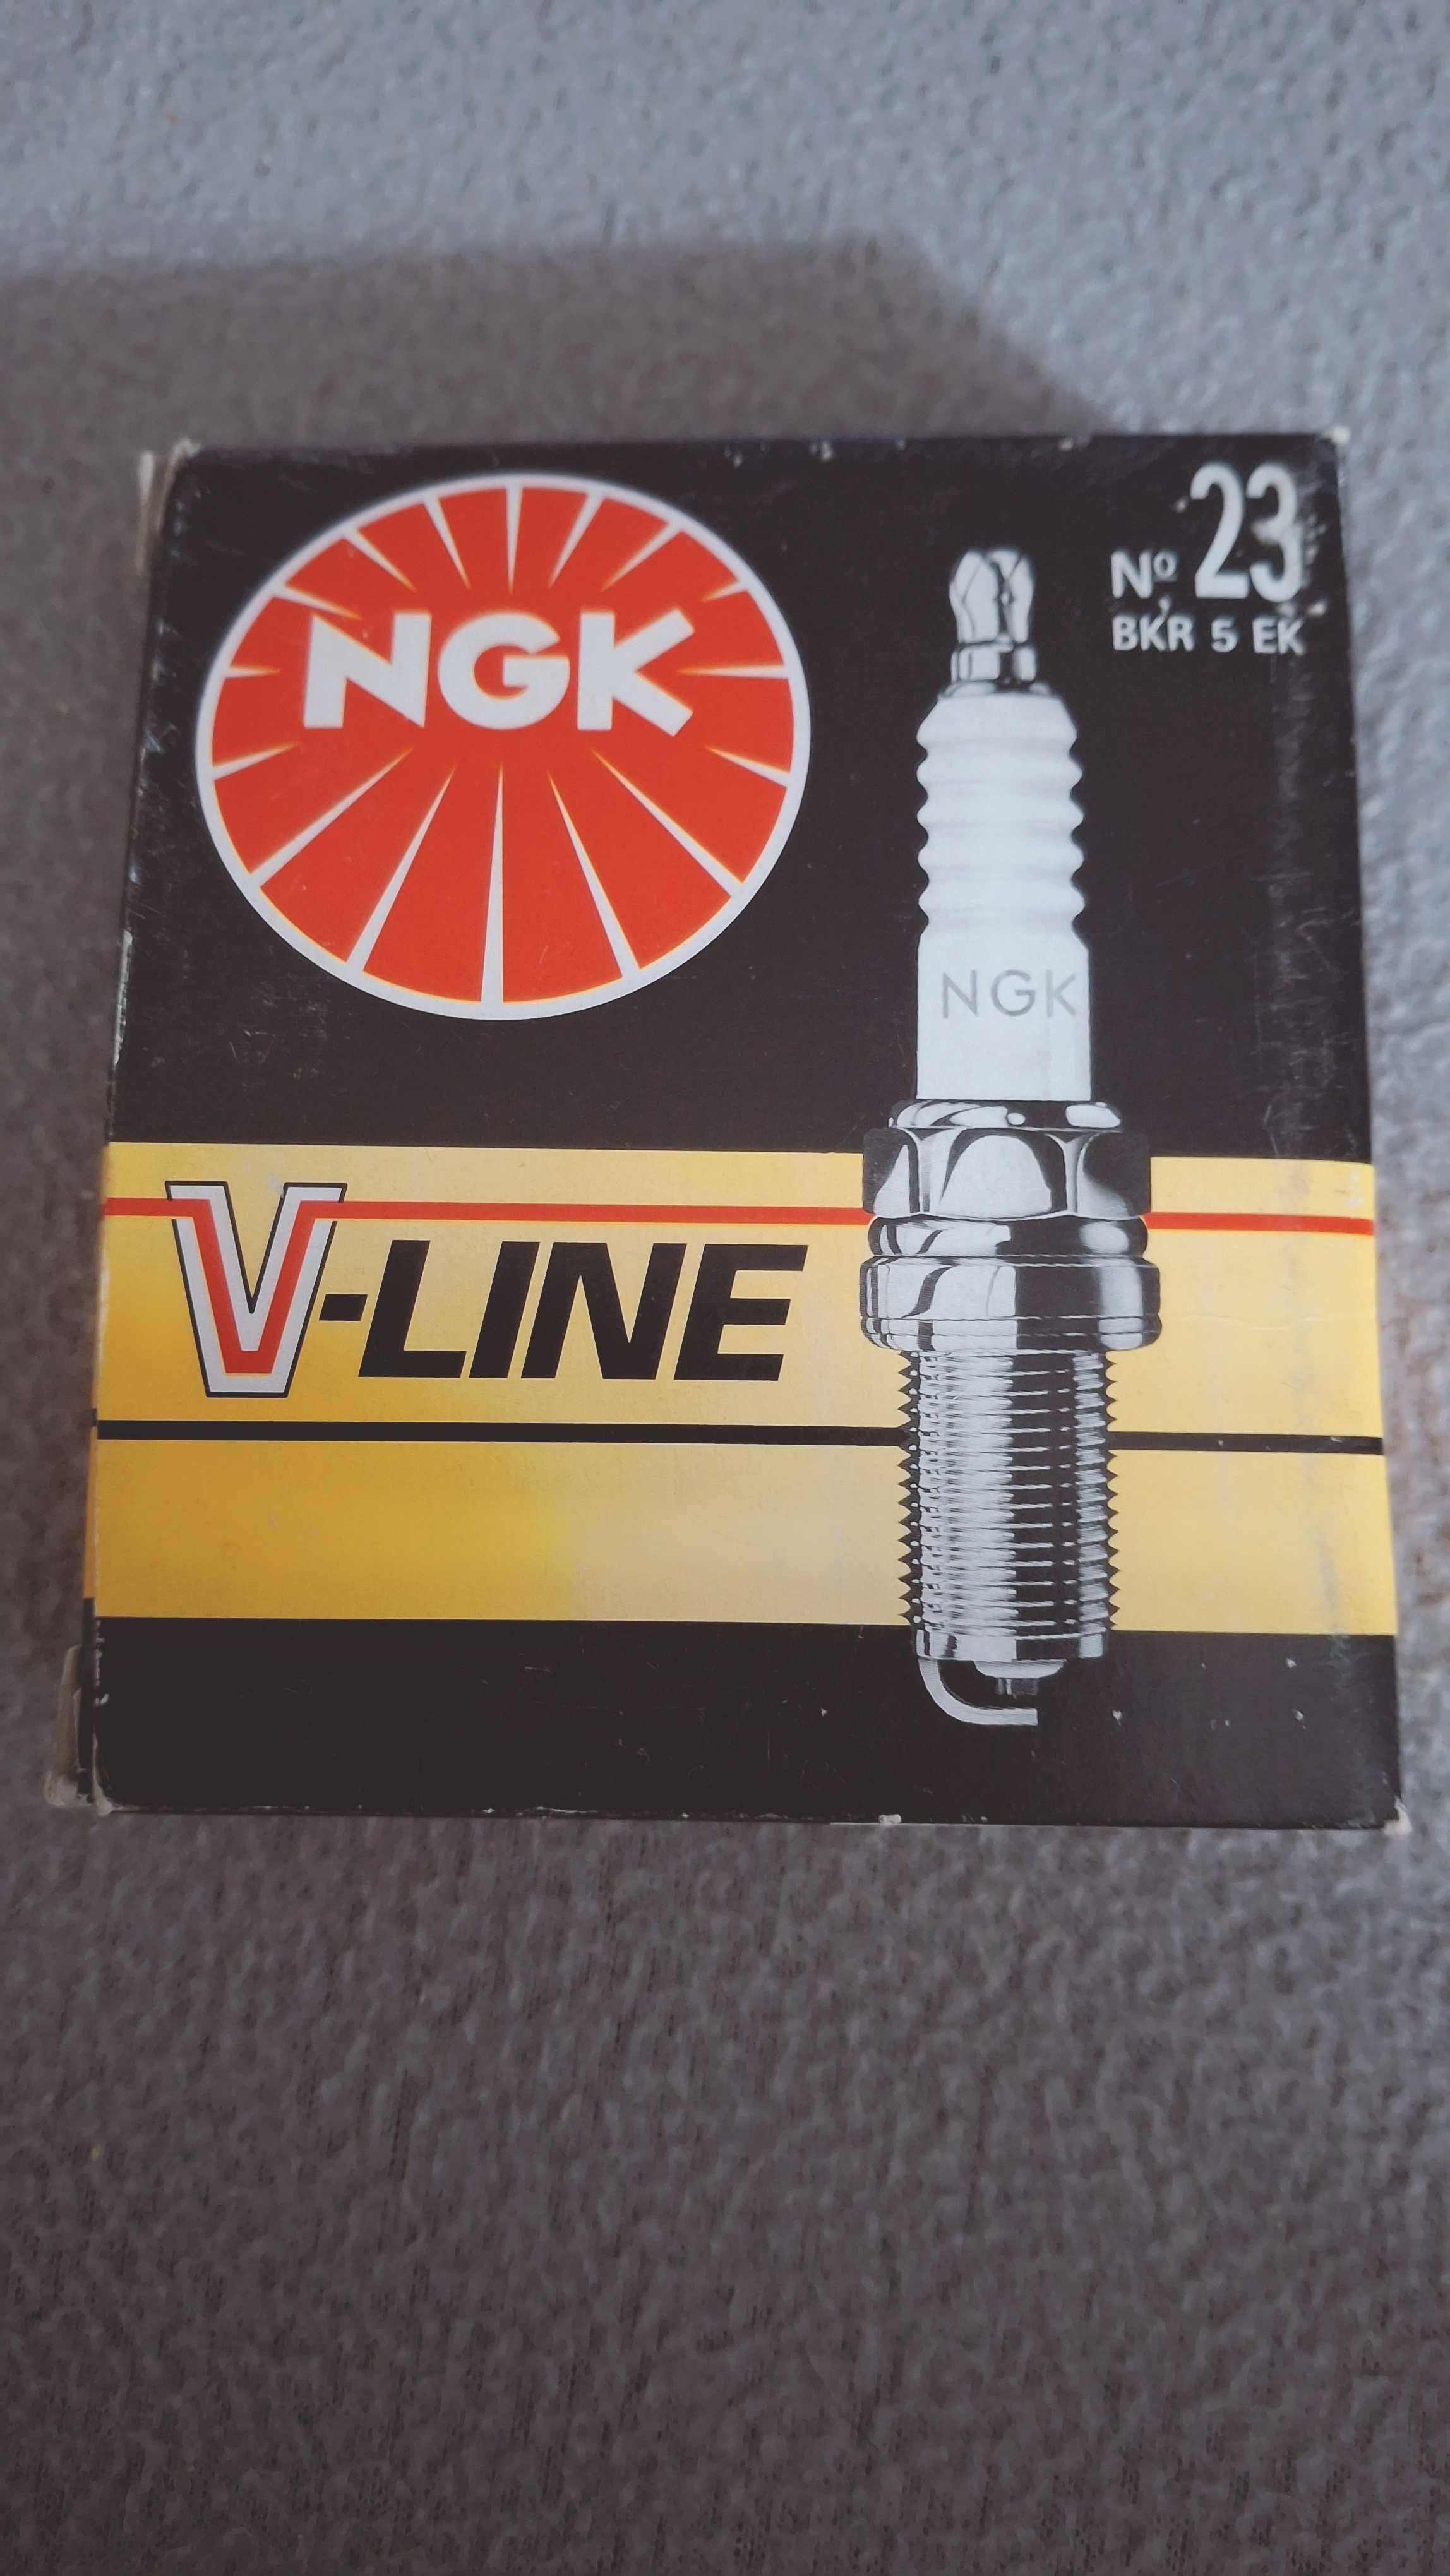 NGK
Nº 23
BKR 5 EK
NGK
V-LINE